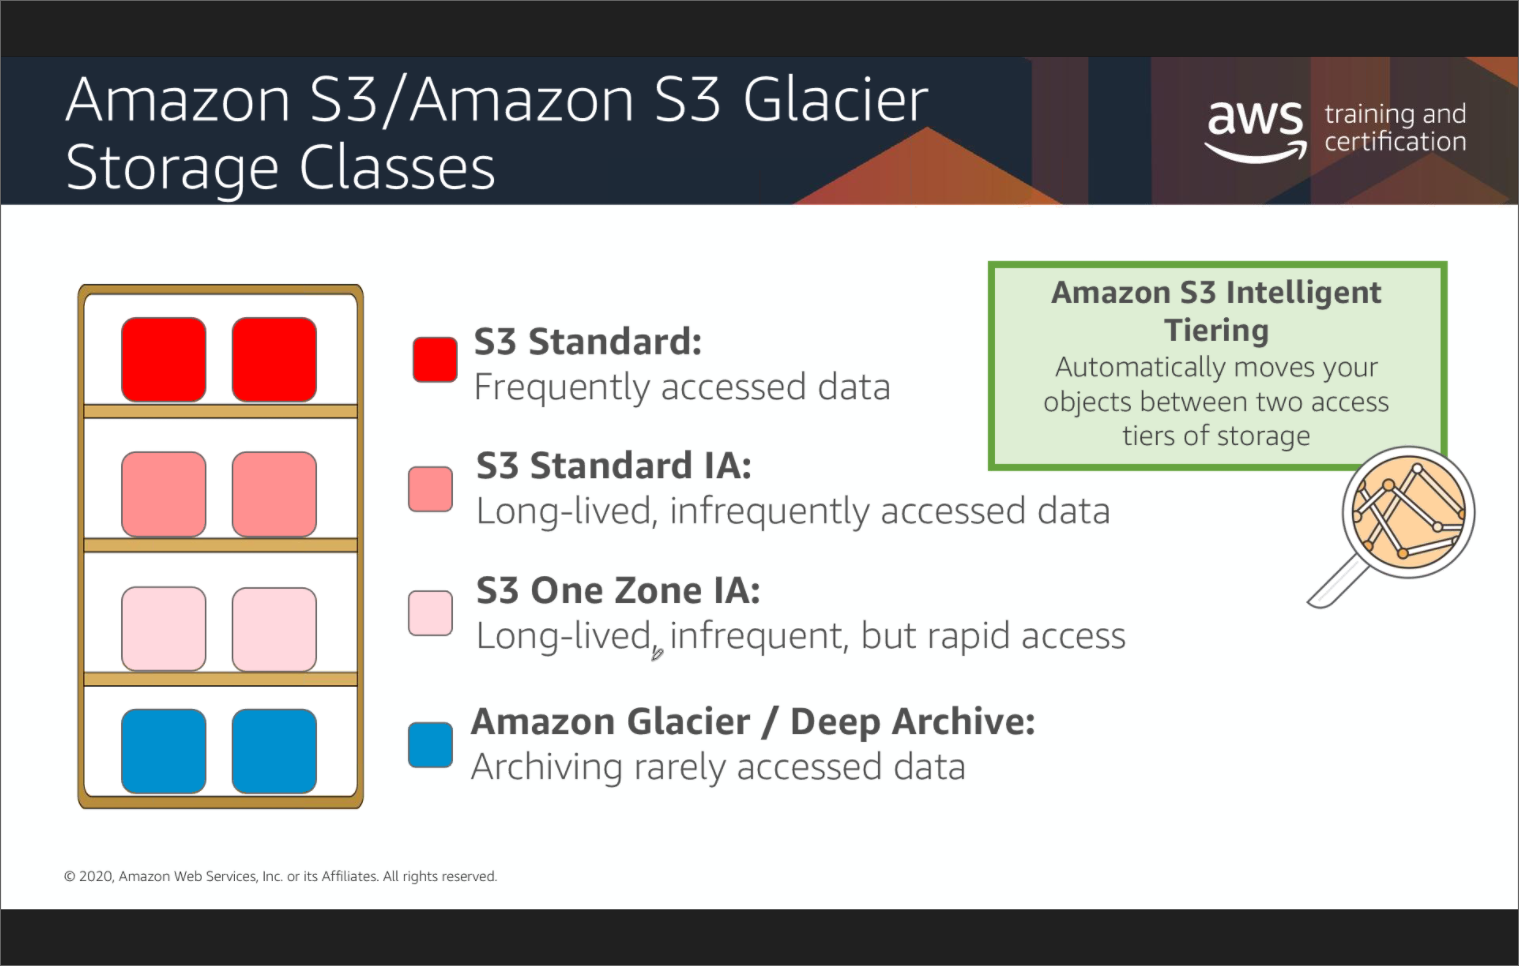 Amazon S3/Amazon S3 Glacier
Storage Classes
aws
training and
certification
Amazon S3 Intelligent
Tiering
Automatically moves your
objects between two access
tiers of storage
S3 Standard:
Frequently accessed data
S3 Standard IA:
Long-lived, infrequently accessed data
S3 One Zone IA:
Long-lived, infrequent, but rapid access
Amazon Glacier / Deep Archive:
Archiving rarely accessed data
© 2020, Amazon Web Services, Inc. or its Affiliates. All rights reserved.